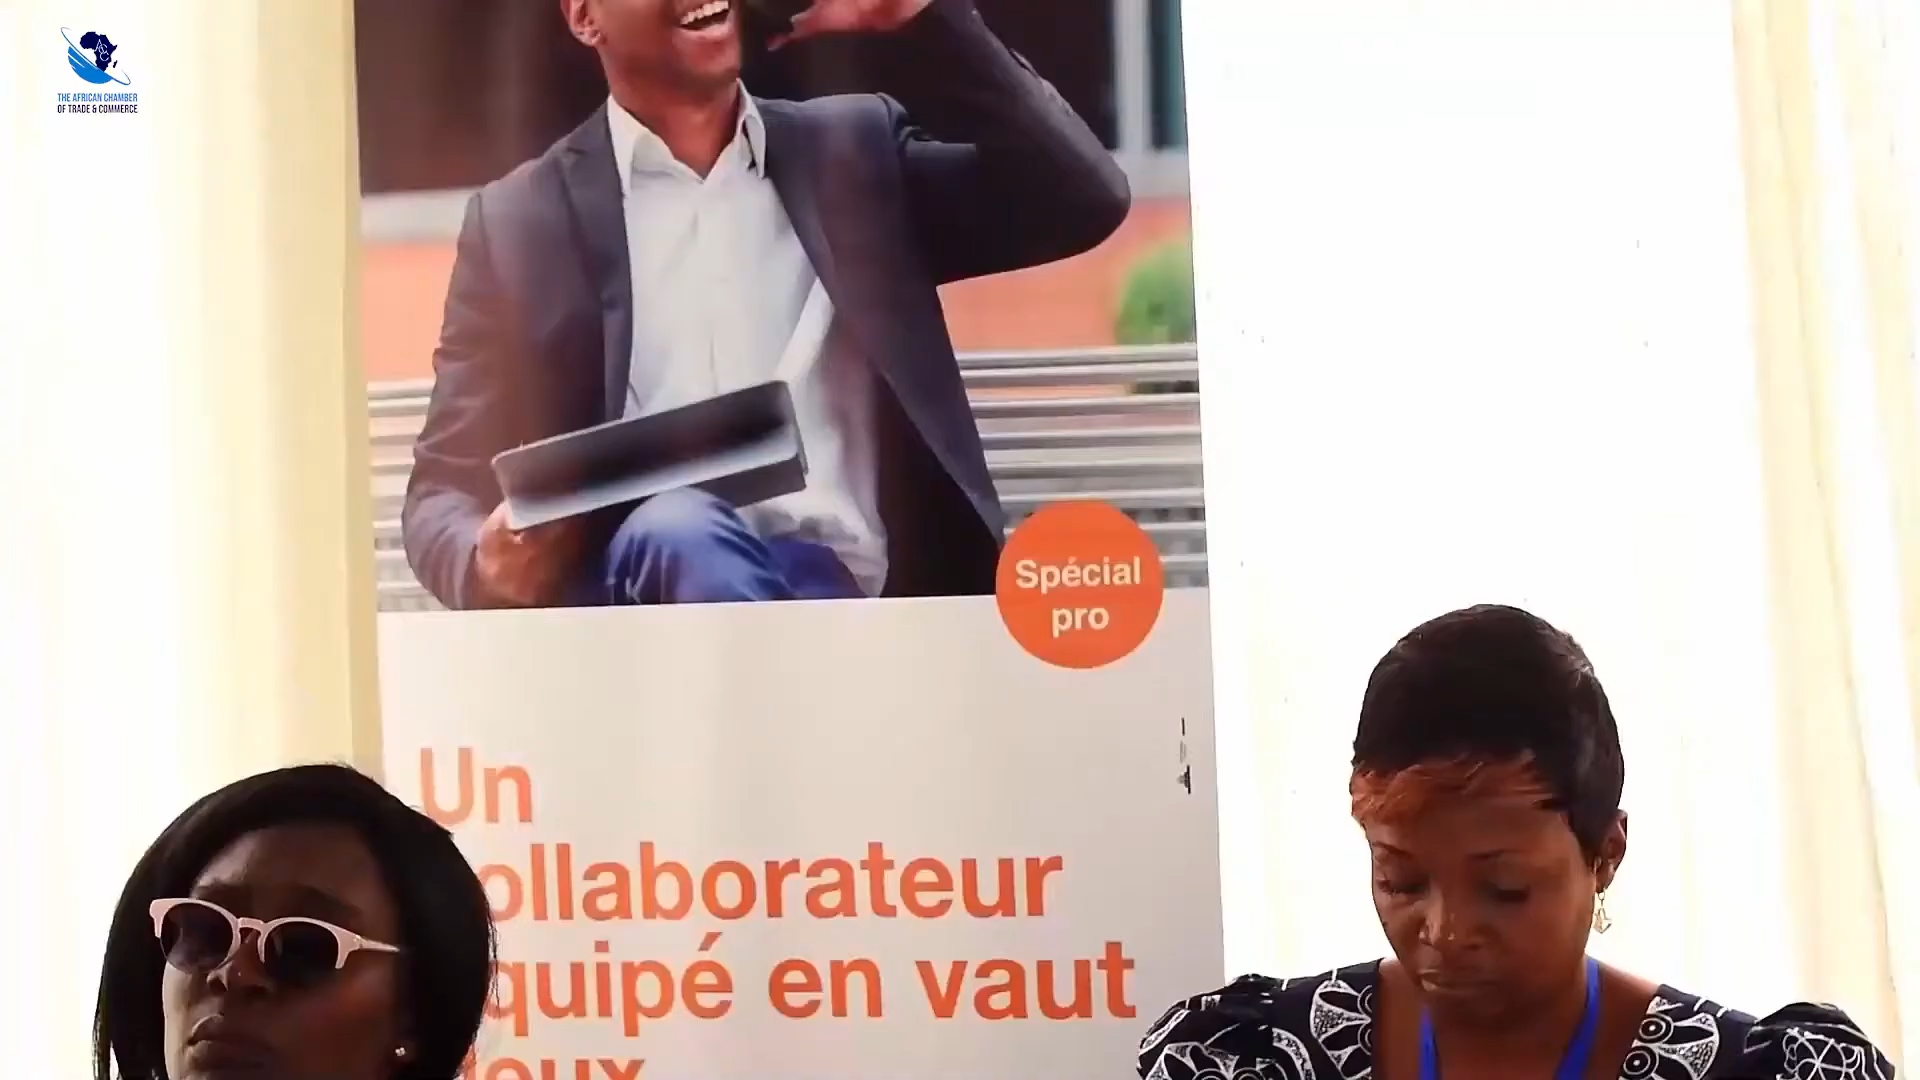 THE AFRICAN CHAMBER
OF TRADE & COMMERCE
Spécial
pro
Un
ollaborateur
quipé en vaut